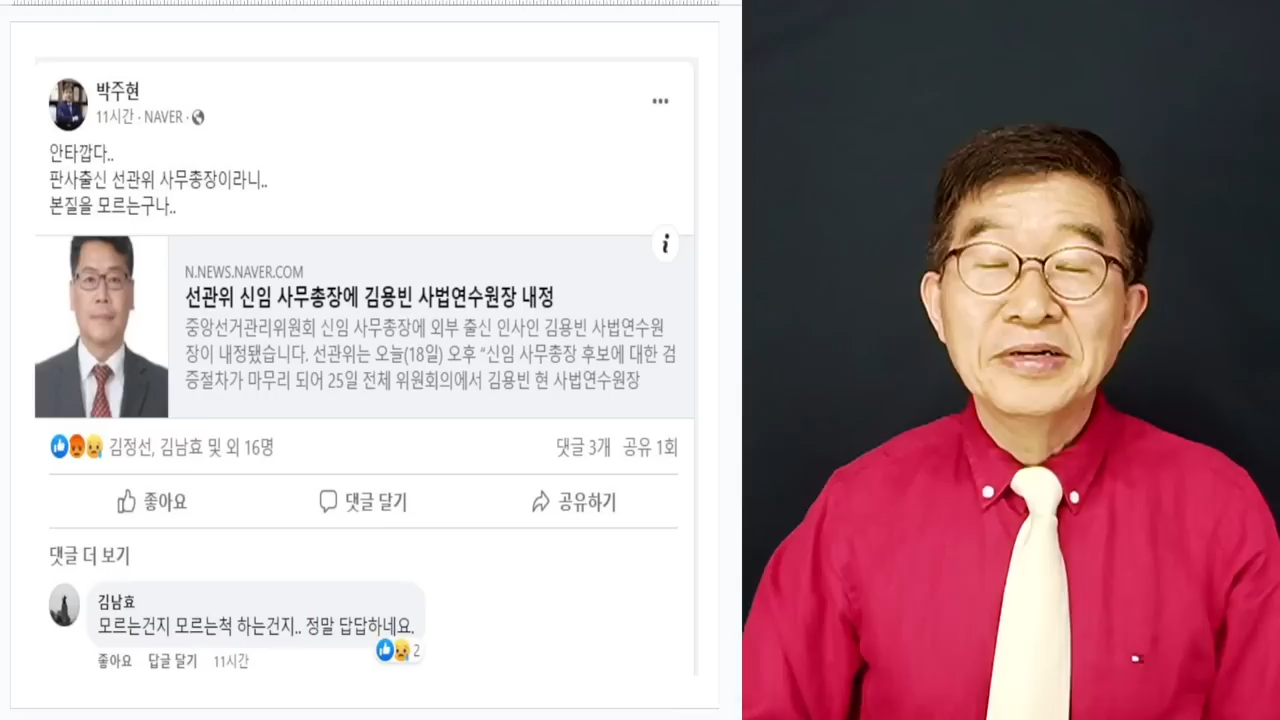 박주현
11시간 · NAVER ·
안타깝다..
판사출신 선관위 사무총장이라니..
본질을 모르는구나..
N.NEWS.NAVER.COM
선관위 신임 사무총장에 김용빈 사법연수원장 내정
중앙선거관리위원회 신임 사무총장에 외부 출신 인사인 김용빈 사법연수원
장이 내정됐습니다. 선관위는 오늘(18일) 오후 “신임 사무총장 후보에 대한 검
증절차가 마무리 되어 25일 전체 위원회의에서 김용빈 현 사법연수원장
김정선, 김남효 및 외 16명 댓글 3개 공유 1회
좋아요 댓글 달기 공유하기
댓글 더 보기
김남효
모르는건지 모르는척 하는건지.. 정말 답답하네요.
2
좋아요 답글 달기 11시간